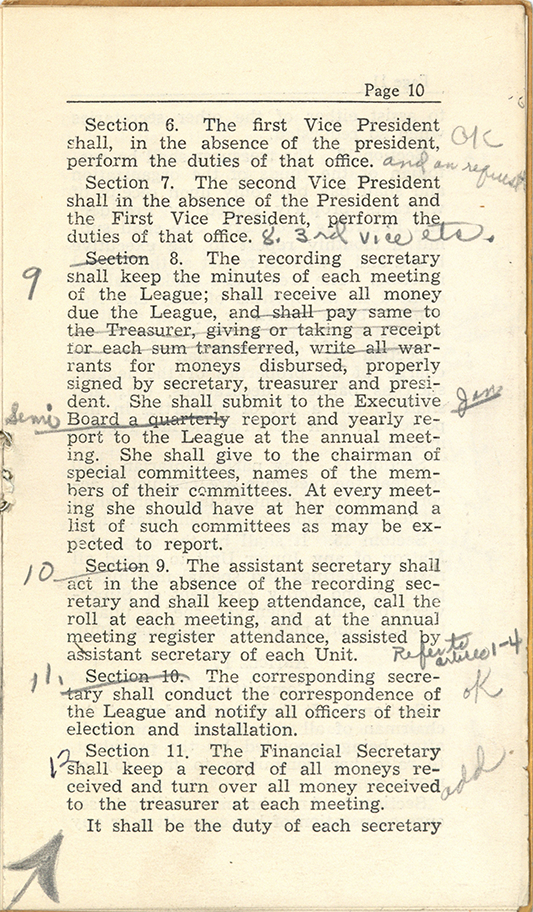 Page 10
Section 6. The first Vice President
shall, in the absence of the president, OK
perform the duties of that office. and on request
Section 7. The second Vice President
shall in the absence of the President and
the First Vice President, perform the
duties of that office. 8. 3rd Vice etc.
Section 8. The recording secretary
9 shall keep the minutes of each meeting
of the League; shall receive all money
due the League, and shall pay same to
the Treasurer, giving or taking a receipt
for each sum transferred, write all war-
rants for moneys disbursed, properly
signed by secretary, treasurer and presi-
dent. She shall submit to the Executive Jan
Semi Board a quarterly report and yearly re-
port to the League at the annual meet-
ing. She shall give to the chairman of
special committees, names of the mem-
bers of their committees. At every meet-
ing she should have at her command a
list of such committees as may be ex-
pected to report.
10 Section 9. The assistant secretary shall
act in the absence of the recording sec-
retary and shall keep attendance, call the
roll at each meeting, and at the annual
meeting register attendance, assisted by
assistant secretary of each Unit. Refer to 1-4
11. Section 10. The corresponding secre-
tary shall conduct the correspondence of OK
the League and notify all officers of their
election and installation.
12 Section 11. The Financial Secretary
shall keep a record of all moneys re-
ceived and turn over all money received add.
to the treasurer at each meeting.
It shall be the duty of each secretary